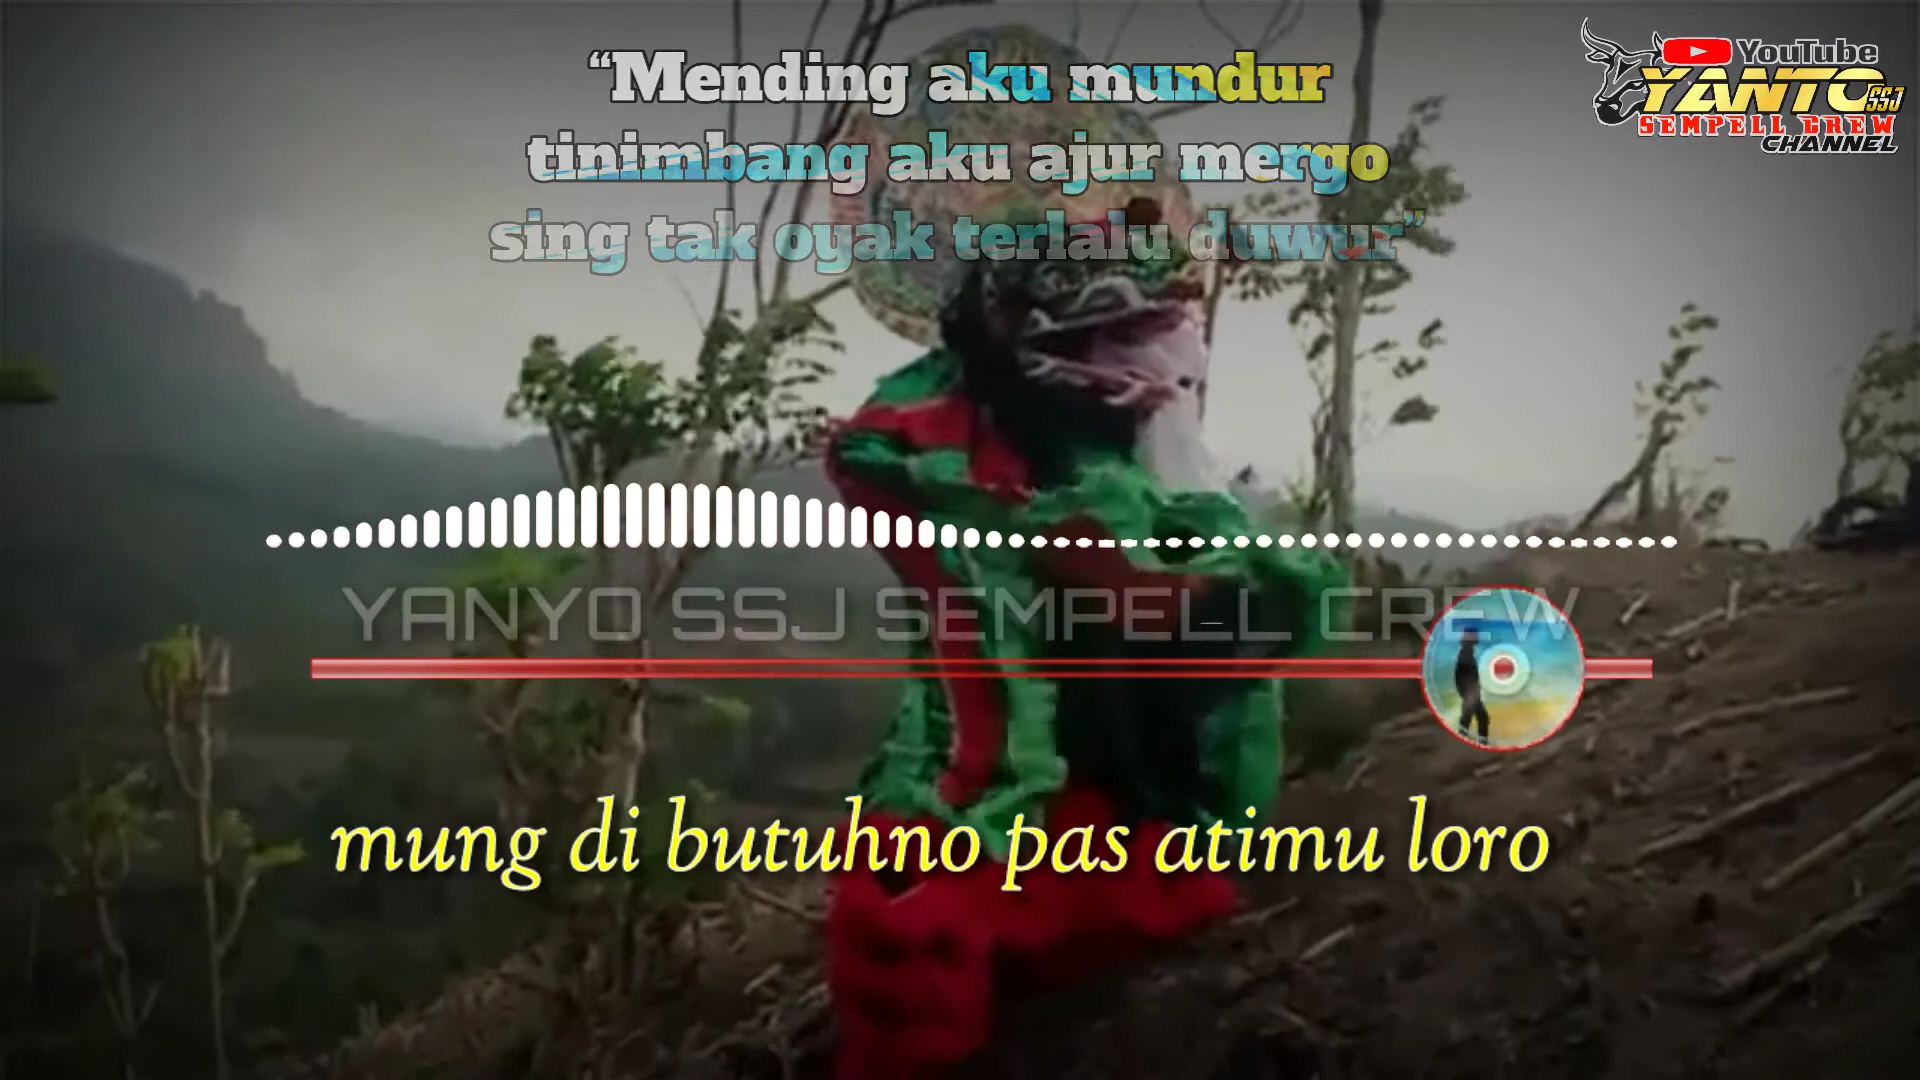 “Mending aku mundur
tinimbang aku ajur mergo
sing tak oyak terlalu duwur”
YouTube
YANTO SSJ
SEMPELL CREW
CHANNEL
YANYO SSJ SEMPELL CREW
mung di butuhno pas atimu loro